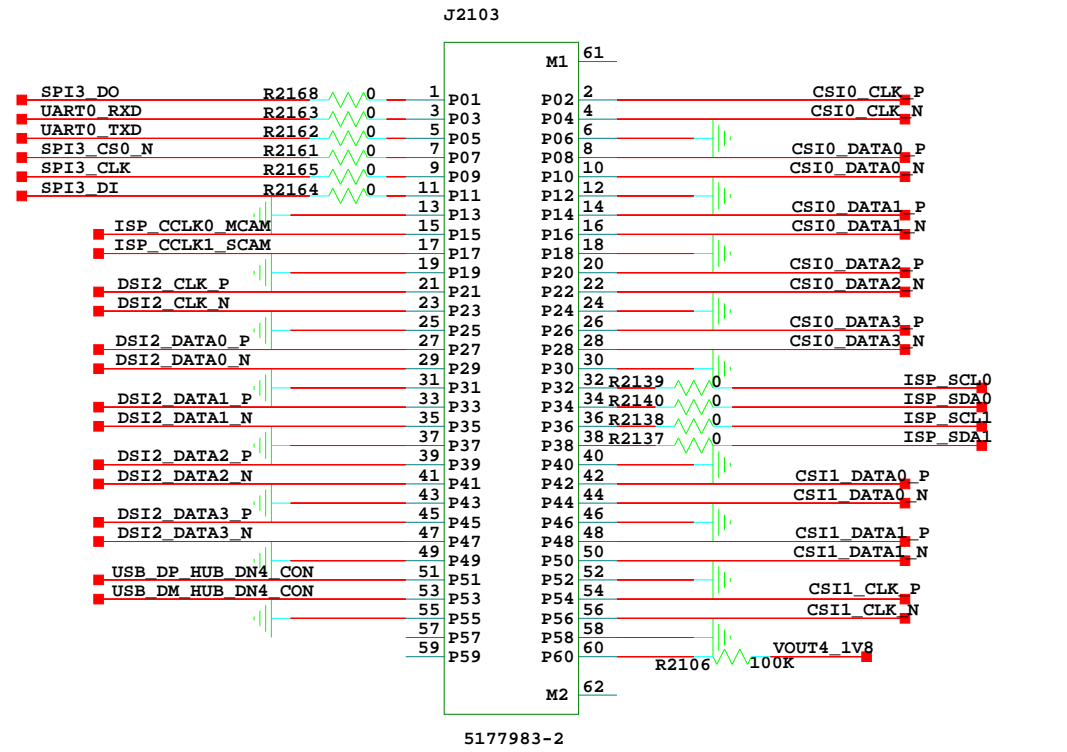 J2103
M1 61
SPI3_DO R2168 0 1 P01 P02 2 CSI0_CLK_P
UART0_RXD R2163 0 3 P03 P04 4 CSI0_CLK_N
UART0_TXD R2162 0 5 P05 P06 6
SPI3_CS0_N R2161 0 7 P07 P08 8 CSI0_DATA0_P
SPI3_CLK R2165 0 9 P09 P10 10 CSI0_DATA0_N
SPI3_DI R2164 0 11 P11 P12 12
13 P13 P14 14 CSI0_DATA1_P
ISP_CCLK0_MCAM 15 P15 P16 16 CSI0_DATA1_N
ISP_CCLK1_SCAM 17 P17 P18 18
19 P19 P20 20 CSI0_DATA2_P
DSI2_CLK_P 21 P21 P22 22 CSI0_DATA2_N
DSI2_CLK_N 23 P23 P24 24
25 P25 P26 26 CSI0_DATA3_P
DSI2_DATA0_P 27 P27 P28 28 CSI0_DATA3_N
DSI2_DATA0_N 29 P29 P30 30
31 P31 P32 32 R2139 0 ISP_SCL0
DSI2_DATA1_P 33 P33 P34 34 R2140 0 ISP_SDA0
DSI2_DATA1_N 35 P35 P36 36 R2138 0 ISP_SCL1
37 P37 P38 38 R2137 0 ISP_SDA1
DSI2_DATA2_P 39 P39 P40 40
DSI2_DATA2_N 41 P41 P42 42 CSI1_DATA0_P
43 P43 P44 44 CSI1_DATA0_N
DSI2_DATA3_P 45 P45 P46 46
DSI2_DATA3_N 47 P47 P48 48 CSI1_DATA1_P
49 P49 P50 50 CSI1_DATA1_N
USB_DP_HUB_DN4_CON 51 P51 P52 52
USB_DM_HUB_DN4_CON 53 P53 P54 54 CSI1_CLK_P
55 P55 P56 56 CSI1_CLK_N
57 P57 P58 58
59 P59 P60 60 R2106 100K VOUT4_1V8
M2 62
5177983-2